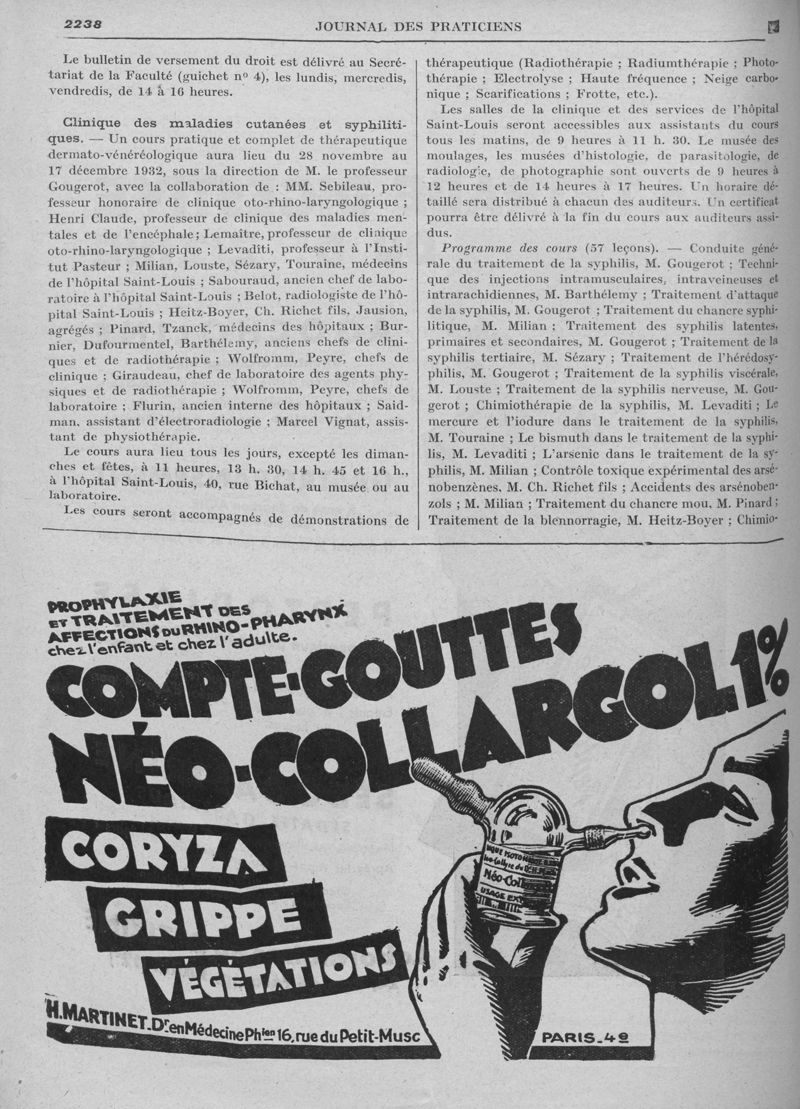 2238
JOURNAL DES PRATICIENS
Le bulletin de versement du droit est délivré au Secré-
tariat de la Faculté (guichet nº 4), les lundis, mercredis,
vendredis, de 14 à 16 heures.
Clinique des maladies cutanées et syphiliti-
ques. — Un cours pratique et complet de thérapeutique
dermato-vénéréologique aura lieu du 28 novembre au
17 décembre 1932, sous la direction de M. le professeur
Gougerot, avec la collaboration de : MM. Sebileau, pro-
fesseur honoraire de clinique oto-rhino-laryngologique ;
Henri Claude, professeur de clinique des maladies men-
tales et de l'encéphale ; Lemaître, professeur de clinique
oto-rhino-laryngologique ; Levaditi, professeur à l'Insti-
tut Pasteur ; Milian, Louste, Sézary, Touraine, médecins
de l'hôpital Saint-Louis ; Sabouraud, ancien chef de labo-
ratoire à l'hôpital Saint-Louis ; Belot, radiologiste de l'hô-
pital Saint-Louis ; Heitz-Boyer, Ch. Richet fils, Jausion,
agrégés ; Pinard, Tzanck, médecins des hôpitaux ; Bur-
nier, Dufourmentel, Barthélemy, anciens chefs de clini-
ques et de radiothérapie ; Wolfromm, Peyre, chefs de
clinique ; Giraudeau, chef de laboratoire des agents phy-
siques et de radiothérapie ; Wolfromm, Peyre, chefs de
laboratoire ; Flurin, ancien interne des hôpitaux ; Said-
man, assistant d'électroradiologie ; Marcel Vignat, assis-
tant de physiothérapie.
Le cours aura lieu tous les jours, excepté les diman-
ches et fêtes, à 11 heures, 13 h. 30, 14 h. 45 et 16 h.,
à l'hôpital Saint-Louis, 40, rue Bichat, au musée ou au
laboratoire.
Les cours seront accompagnés de démonstrations de
thérapeutique (Radiothérapie ; Radiumthérapie ; Photo-
thérapie ; Electrolyse ; Haute fréquence ; Neige carbo-
nique ; Scarifications ; Frotte, etc.).
Les salles de la clinique et des services de l'hôpital
Saint-Louis seront accessibles aux assistants du cours
tous les matins, de 9 heures à 11 h. 30. Le musée des
moulages, les musées d'histologie, de parasitologie, de
radiologie, de photographie sont ouverts de 9 heures à
12 heures et de 14 heures à 17 heures. Un horaire dé-
taillé sera distribué à chacun des auditeurs. Un certificat
pourra être délivré à la fin du cours aux auditeurs assi-
dus.
Programme des cours (57 leçons). — Conduite géné-
rale du traitement de la syphilis, M. Gougerot ; Techni-
que des injections intramusculaires, intraveineuses et
intrarachidiennes, M. Barthélemy ; Traitement d'attaque
de la syphilis, M. Gougerot ; Traitement du chancre syphi-
litique, M. Milian ; Traitement des syphilis latentes,
primaires et secondaires, M. Gougerot ; Traitement de la
syphilis tertiaire, M. Sézary ; Traitement de l'hérédosy-
philis, M. Gougerot ; Traitement de la syphilis viscérale,
M. Louste ; Traitement de la syphilis nerveuse, M. Gou-
gerot ; Chimiothérapie de la syphilis, M. Levaditi ; Le
mercure et l'iodure dans le traitement de la syphilis,
M. Touraine ; Le bismuth dans le traitement de la syphi-
lis, M. Levaditi ; L'arsenic dans le traitement de la sy-
philis, M. Milian ; Contrôle toxique expérimental des arsé-
nobenzènes, M. Ch. Richet fils ; Accidents des arsénoben-
zols ; M. Milian ; Traitement du chancre mou, M. Pinard ;
Traitement de la blennorragie, M. Heitz-Boyer ; Chimio-
PROPHYLAXIE
ET TRAITEMENT DES
AFFECTIONS DU RHINO-PHARYNX
chez l'enfant et chez l'adulte.
COMPTE-GOUTTES
NÉO-COLLARGOL 1%
Néo-Coll
USAGE EX
CORYZA
GRIPPE
VÉGÉTATIONS
H. MARTINET_Dr en Médecine Phien 16, rue du Petit-Musc
PARIS_4e